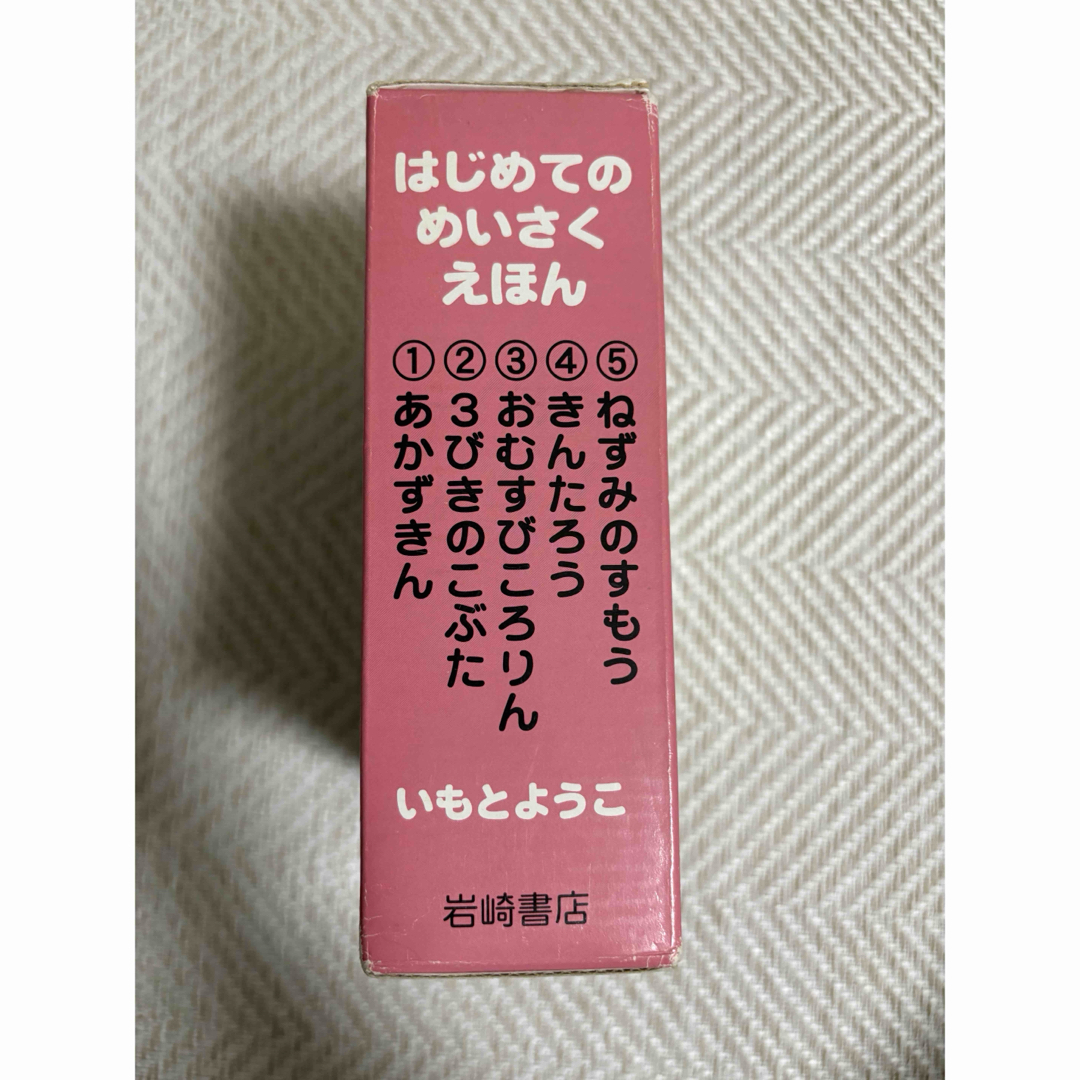 はじめての
めいさく
えほん
①あかずきん
②3びきのこぶた
③おむすびころりん
④きんたろう
⑤ねずみのすもう
いもとようこ
岩崎書店